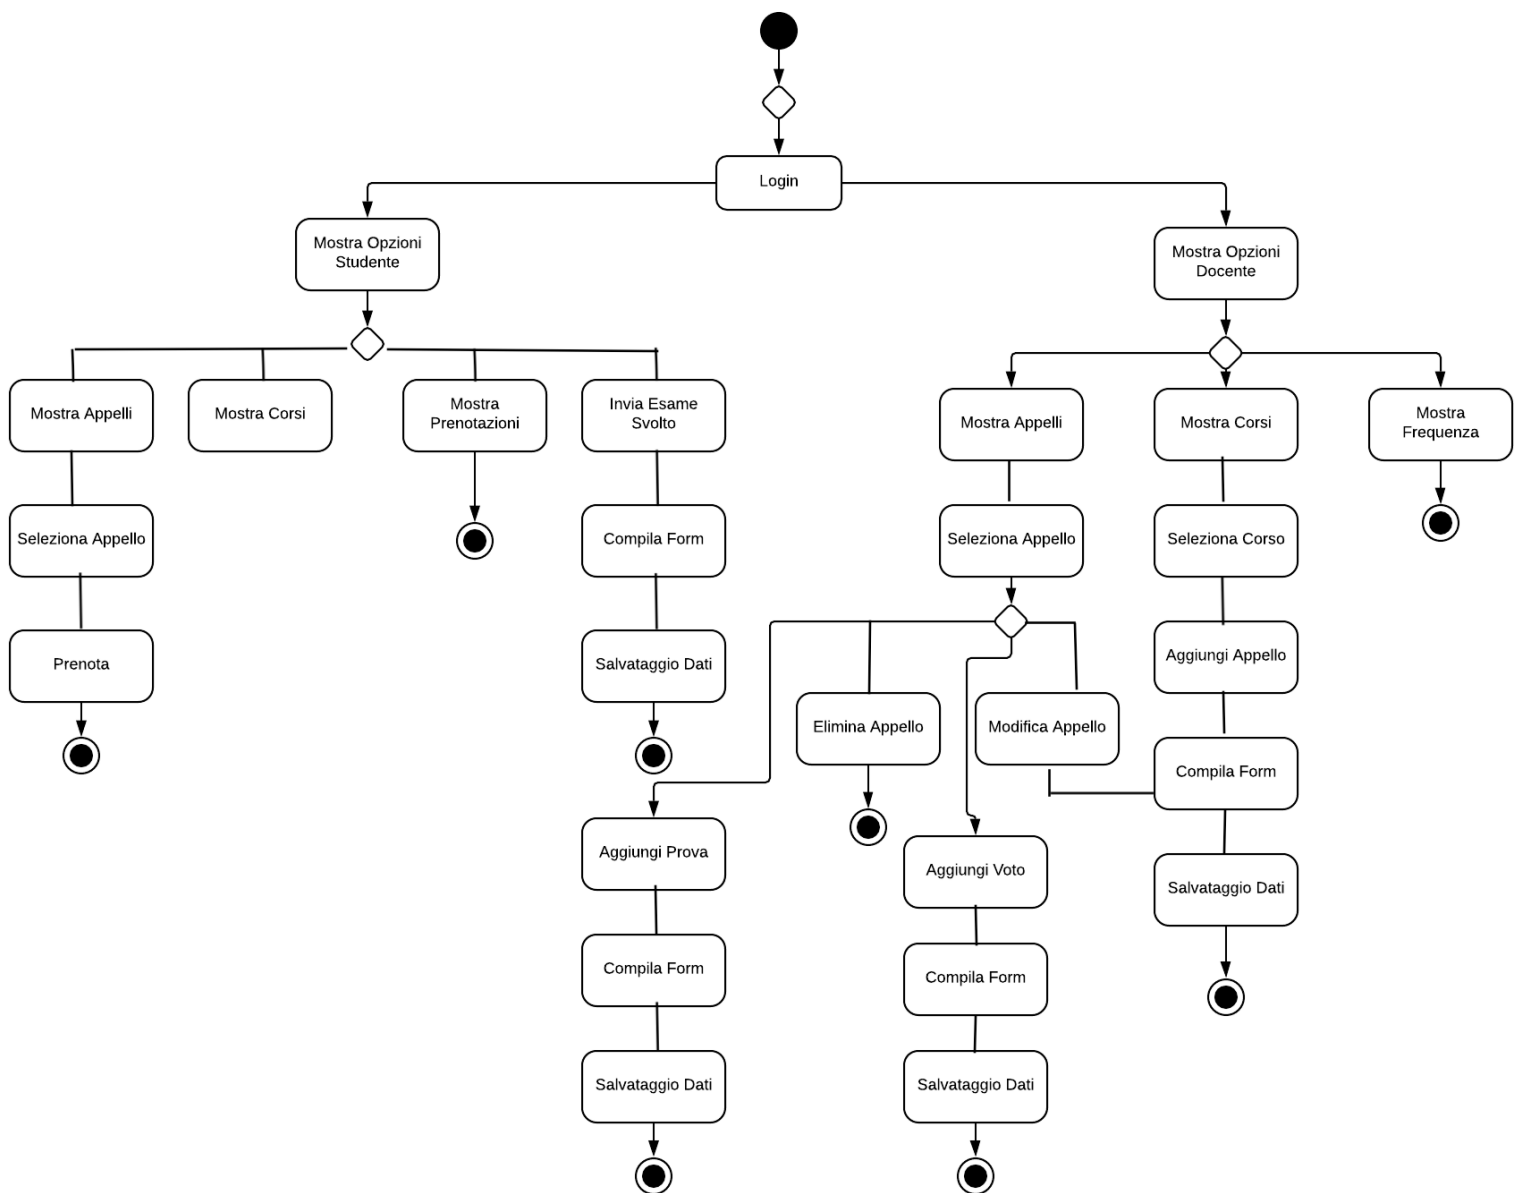 Login
Mostra Opzioni
Studente
Mostra Opzioni
Docente
Mostra Appelli
Mostra Corsi
Mostra
Prenotazioni
Invia Esame
Svolto
Mostra Appelli
Mostra Corsi
Mostra
Frequenza
Seleziona Appello
Compila Form
Seleziona Appello
Seleziona Corso
Prenota
Salvataggio Dati
Aggiungi Appello
Elimina Appello
Modifica Appello
Compila Form
Aggiungi Prova
Aggiungi Voto
Salvataggio Dati
Compila Form
Compila Form
Salvataggio Dati
Salvataggio Dati